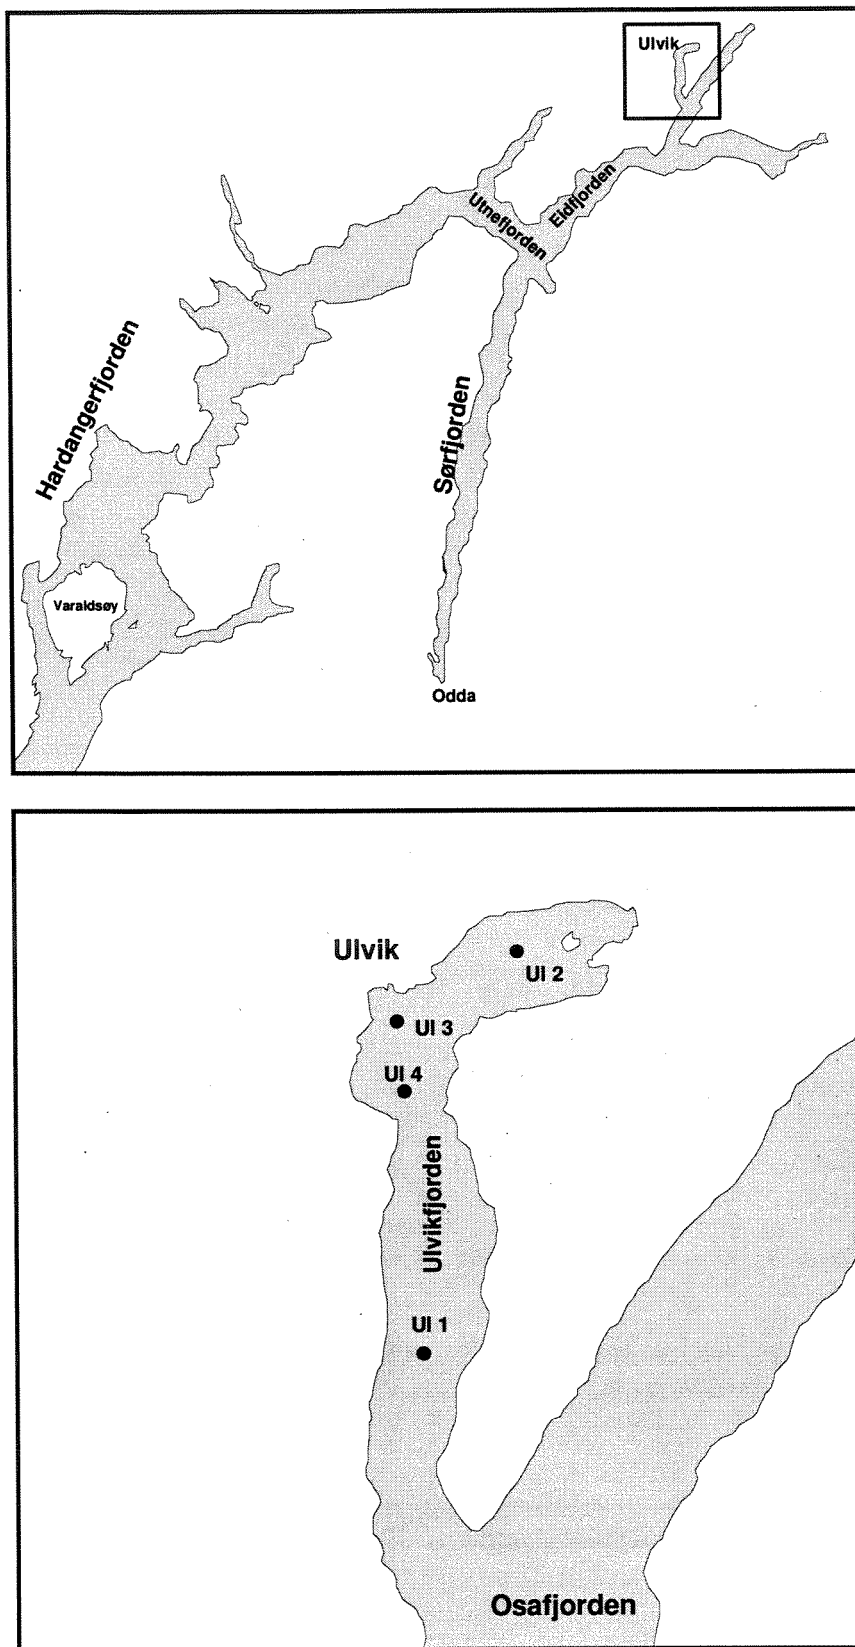 Ulvik
Utnefjorden
Eidfjorden
Hardangerfjorden
Sørfjorden
Varaldsøy
Odda
Ulvik
Ul 2
Ul 3
Ul 4
Ulvikfjorden
Ul 1
Osafjorden